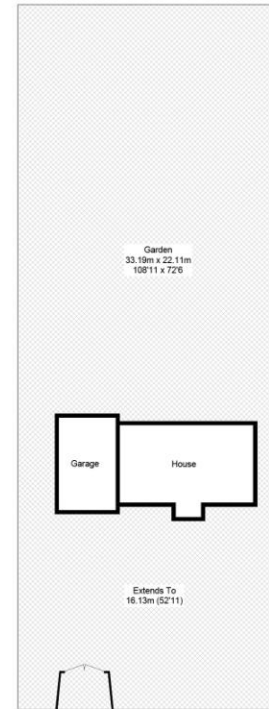 Garden
33.19m x 22.11m
108'11 x 72'6
Garage
House
Extends To
16.13m (52'11)